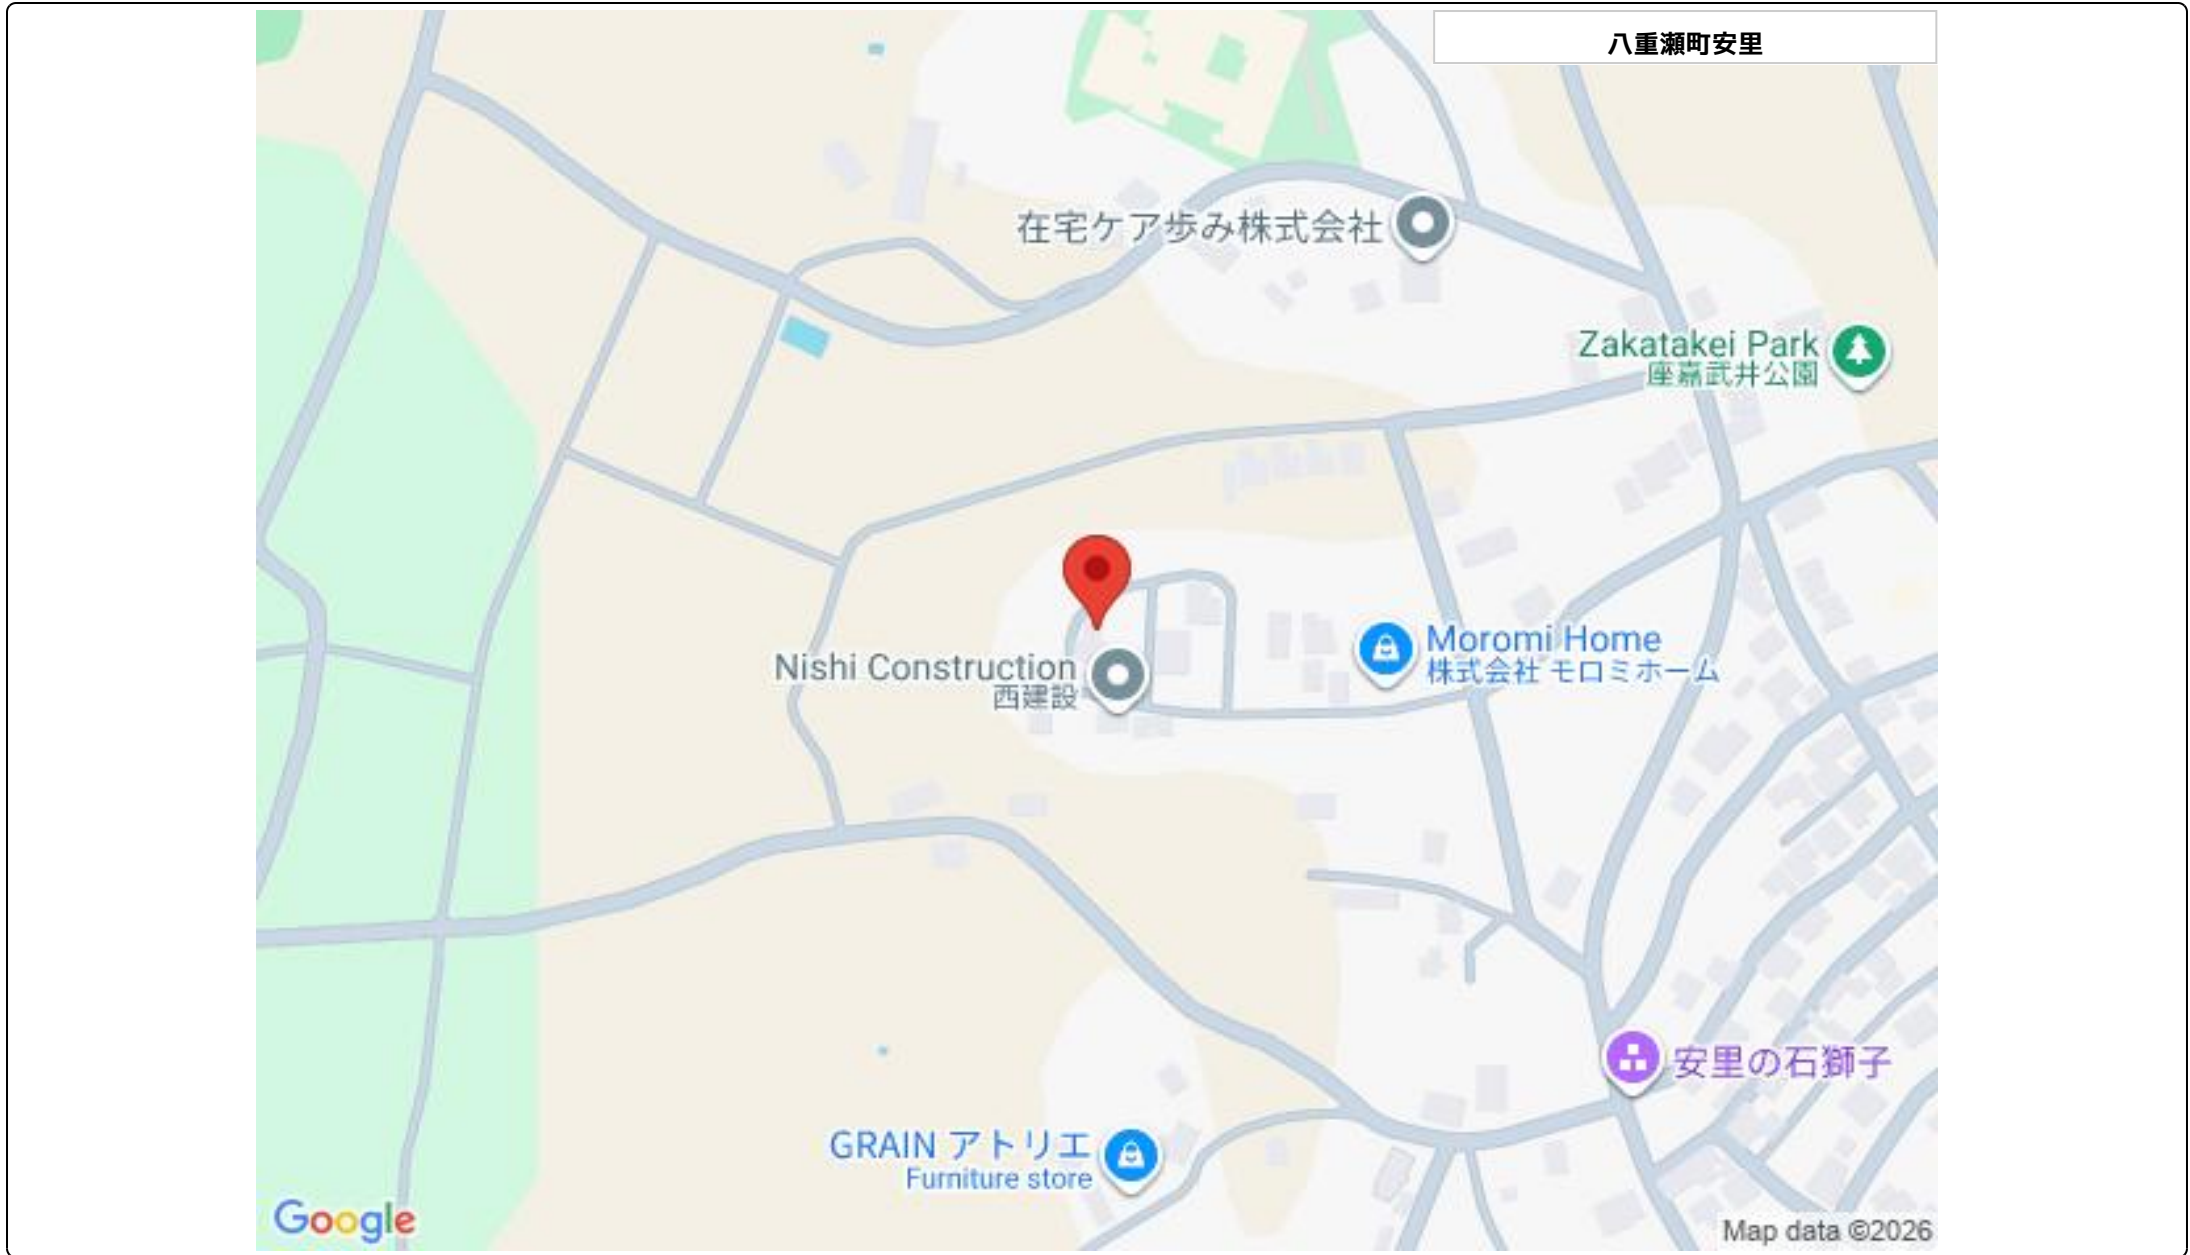 八重瀬町安里
在宅ケア歩み株式会社
Zakatakei Park
座嘉武井公園
Moromi Home
株式会社 モロミホーム
Nishi Construction
西建設
安里の石獅子
GRAIN アトリエ
Furniture store
Google
Map data ©2026